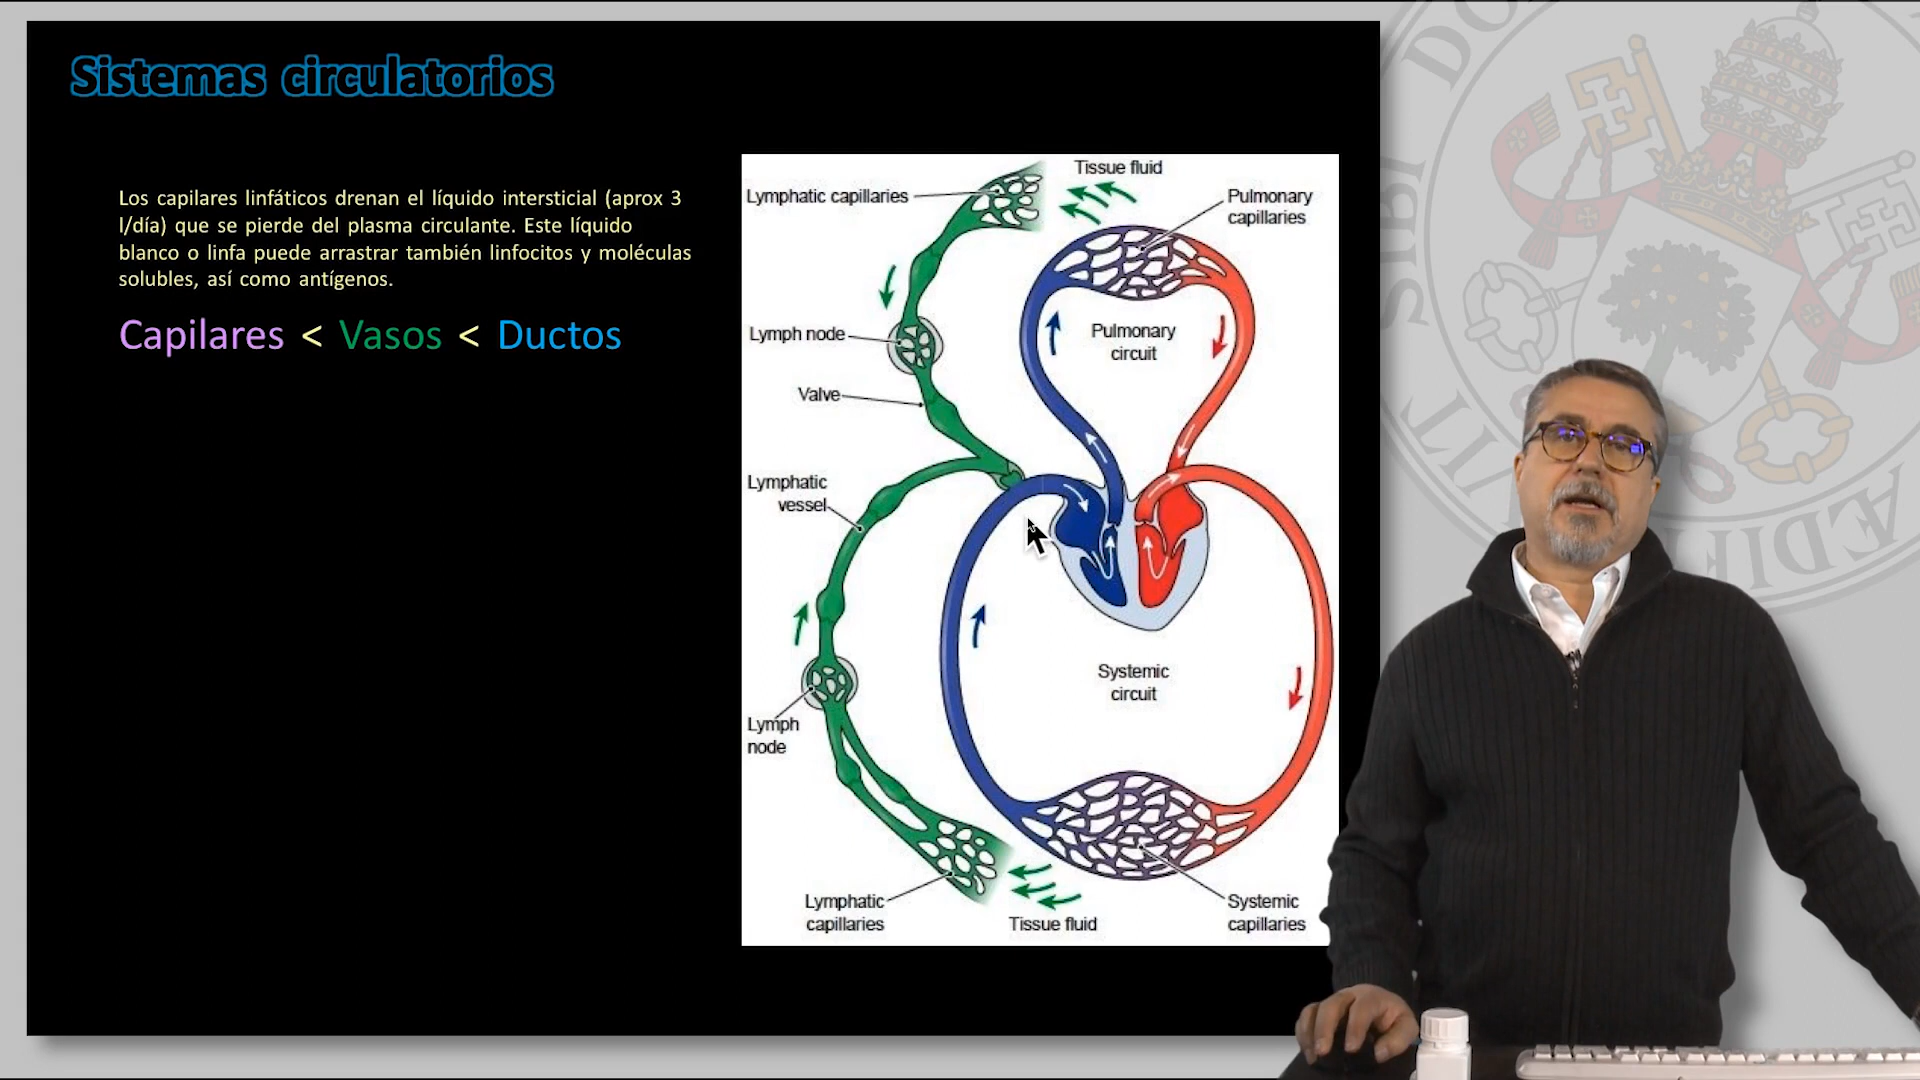 Sistemas circulatorios
Los capilares linfáticos drenan el líquido intersticial (aprox 3
l/día) que se pierde del plasma circulante. Este líquido
blanco o linfa puede arrastrar también linfocitos y moléculas
solubles, así como antígenos.
Capilares < Vasos < Ductos
Tissue fluid
Lymphatic capillaries
Pulmonary
capillaries
Lymph node
Pulmonary
circuit
Valve
Lymphatic
vessel
Systemic
circuit
Lymph
node
Lymphatic
capillaries
Tissue fluid
Systemic
capillaries
SIBI
DO